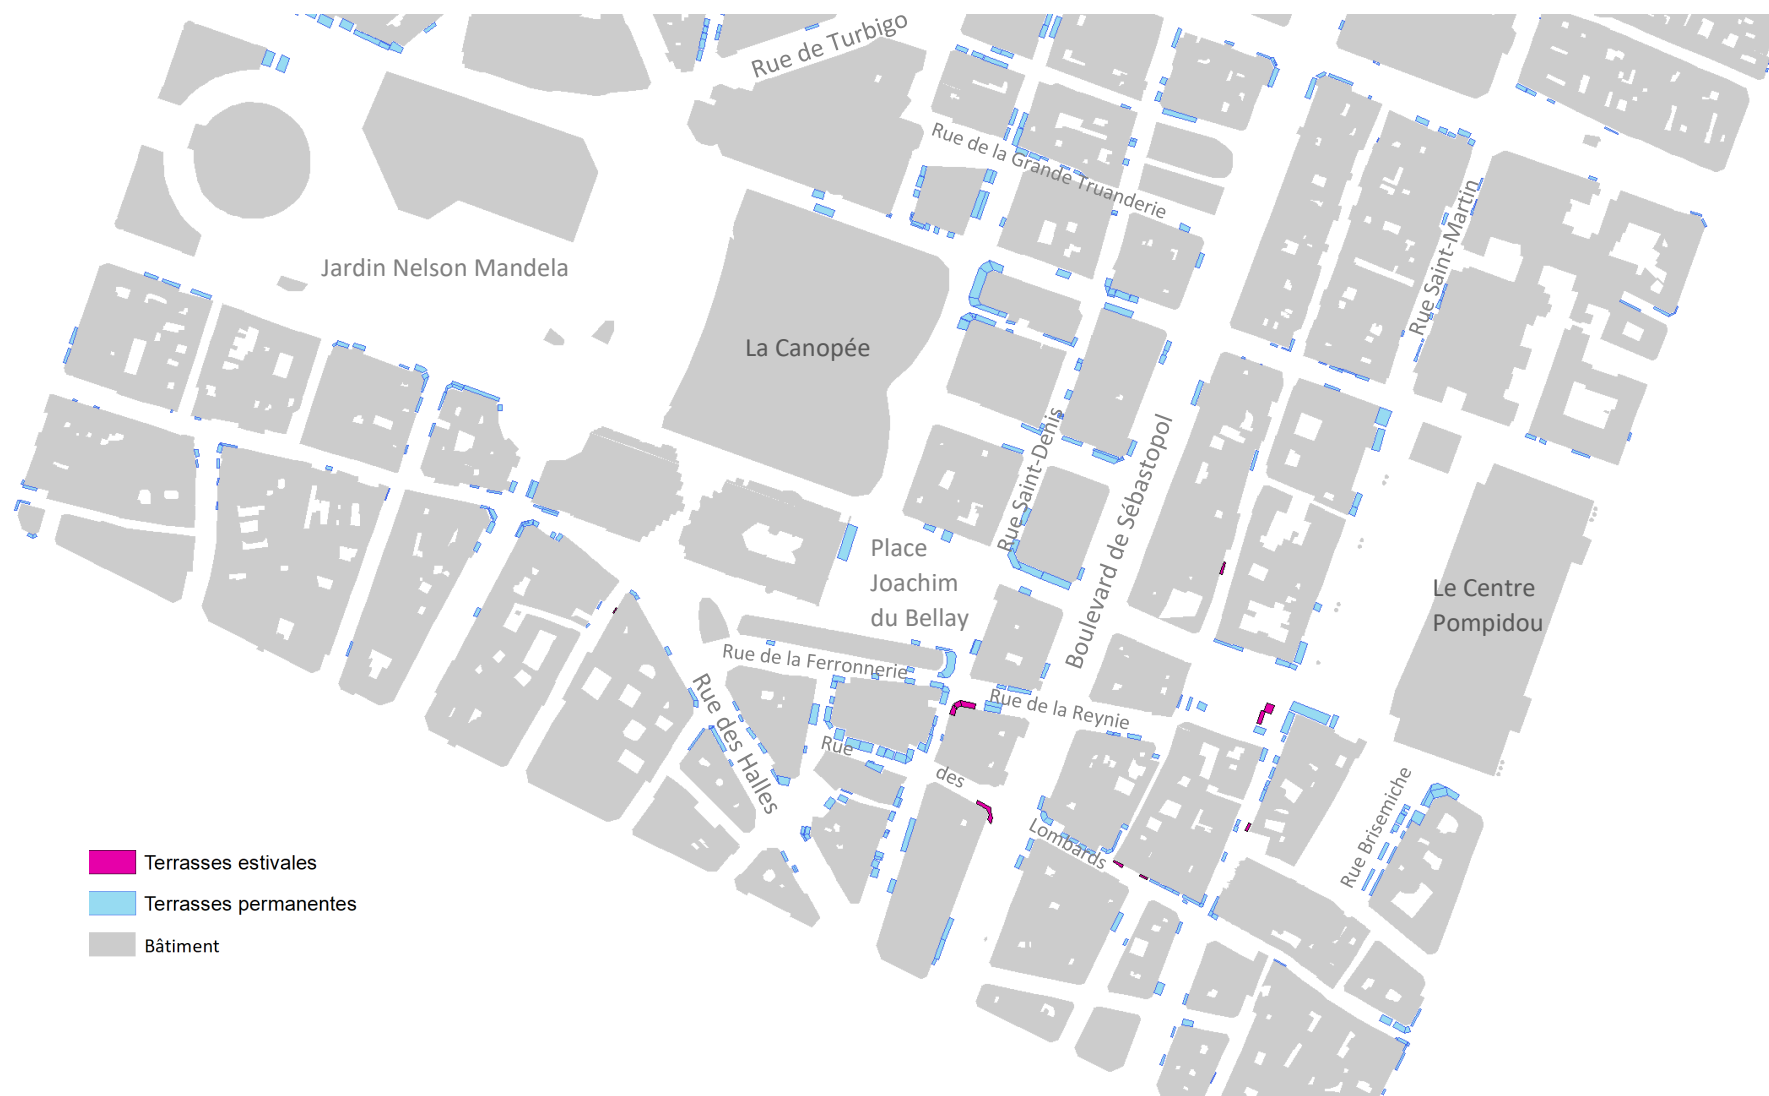 Rue de Turbigo
Rue de la Grande Truanderie
Rue Saint-Martin
Jardin Nelson Mandela
La Canopée
Rue Saint-Denis
Boulevard de Sébastopol
Place
Joachim
du Bellay
Le Centre
Pompidou
Rue de la Ferronnerie
Rue des Halles
Rue de la Reynie
Rue
des
Lombards
Rue Brisemiche
Terrasses estivales
Terrasses permanentes
Bâtiment